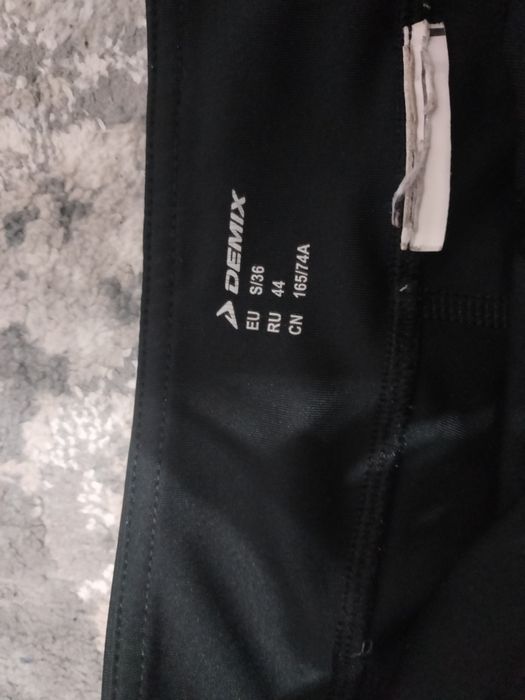 DEMIX
EU S/36
RU 44
CN 165/74A